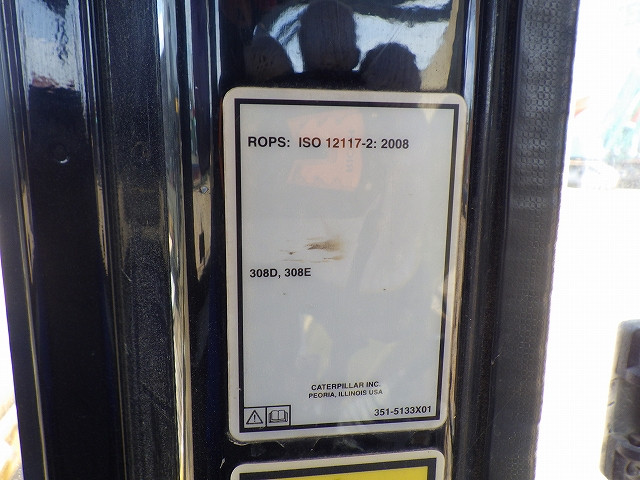 ROPS: ISO 12117-2: 2008
308D, 308E
CATERPILLAR INC.
PEORIA, ILLINOIS USA
351-5133X01